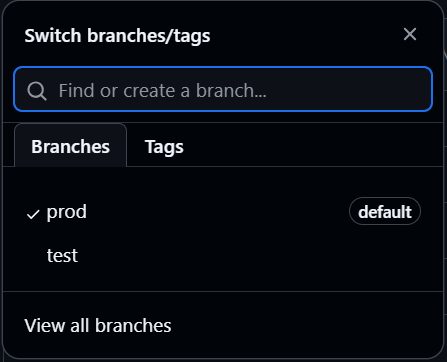 Switch branches/tags
Find or create a branch...
Branches Tags
prod default
test
View all branches